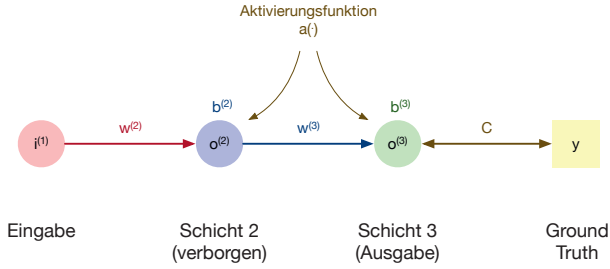 Aktivierungsfunktion
a(·)
b⁽²⁾
b⁽³⁾
w⁽²⁾
w⁽³⁾
C
i⁽¹⁾
o⁽²⁾
o⁽³⁾
y
Eingabe
Schicht 2
(verborgen)
Schicht 3
(Ausgabe)
Ground
Truth